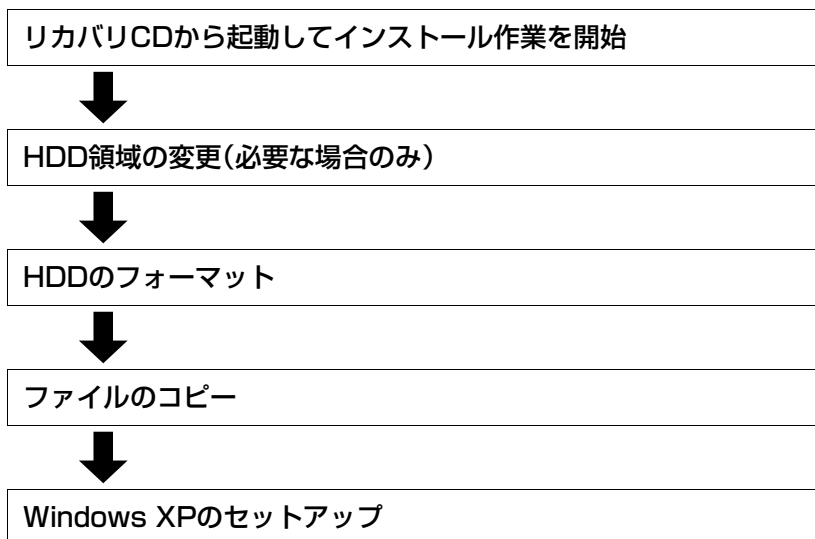 リカバリCDから起動してインストール作業を開始
HDD領域の変更(必要な場合のみ)
HDDのフォーマット
ファイルのコピー
Windows XPのセットアップ